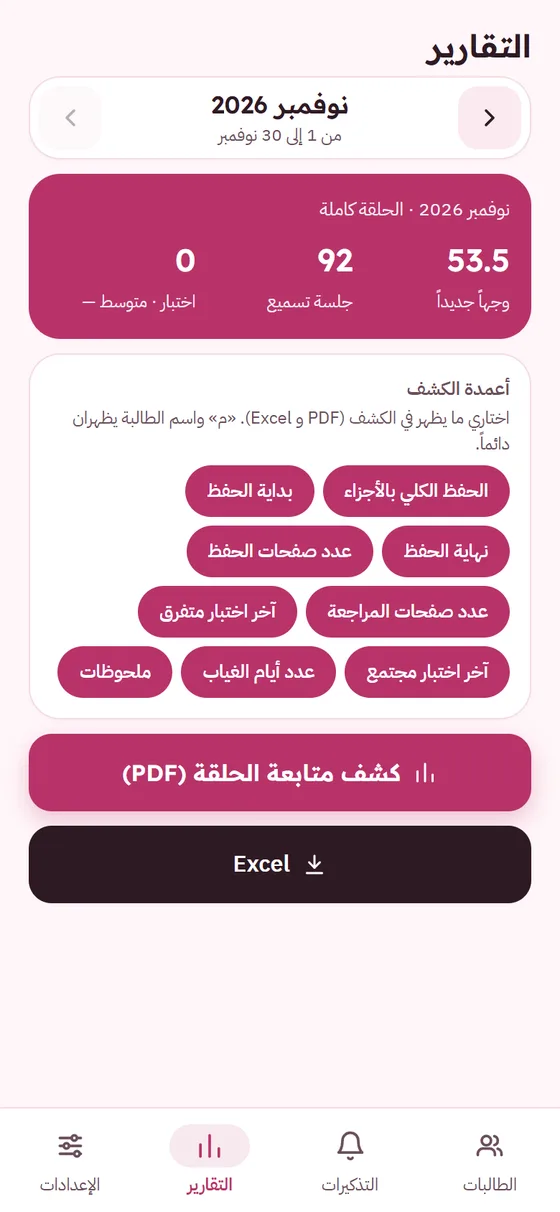 التقارير
نوفمبر 2026
من 1 إلى 30 نوفمبر
نوفمبر 2026 · الحلقة كاملة
53.5 92 0
وجهاً جديداً جلسة تسميع اختبار · متوسط —
أعمدة الكشف
اختاري ما يظهر في الكشف (PDF و Excel). «م» واسم الطالبة يظهران
دائماً.
الحفظ الكلي بالأجزاء بداية الحفظ
نهاية الحفظ عدد صفحات الحفظ
عدد صفحات المراجعة آخر اختبار متفرق
آخر اختبار مجتمع عدد أيام الغياب ملحوظات
كشف متابعة الحلقة (PDF)
Excel
الطالبات التذكيرات التقارير الإعدادات